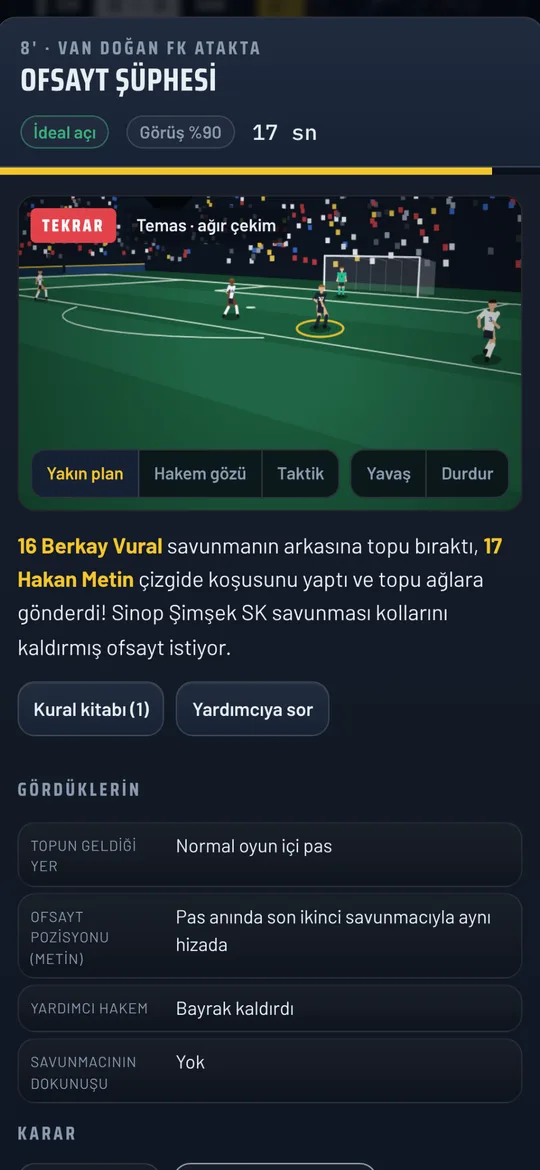 8' · VAN DOĞAN FK ATAKTA
OFSAYT ŞÜPHESİ
İdeal açı
Görüş %90
17 sn
TEKRAR
Temas · ağır çekim
Yakın plan
Hakem gözü
Taktik
Yavaş
Durdur
16 Berkay Vural savunmanın arkasına topu bıraktı, 17
Hakan Metin çizgide koşusunu yaptı ve topu ağlara
gönderdi! Sinop Şimşek SK savunması kollarını
kaldırmış ofsayt istiyor.
Kural kitabı (1)
Yardımcıya sor
GÖRDÜKLERİN
TOPUN GELDİĞİ
YER
Normal oyun içi pas
OFSAYT
POZİSYONU
(METİN)
Pas anında son ikinci savunmacıyla aynı
hizada
YARDIMCI HAKEM
Bayrak kaldırdı
SAVUNMACININ
DOKUNUŞU
Yok
KARAR